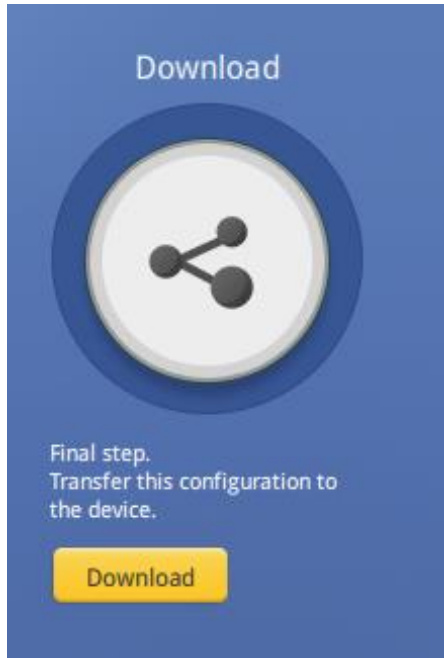 Download
Final step.
Transfer this configuration to
the device.
Download